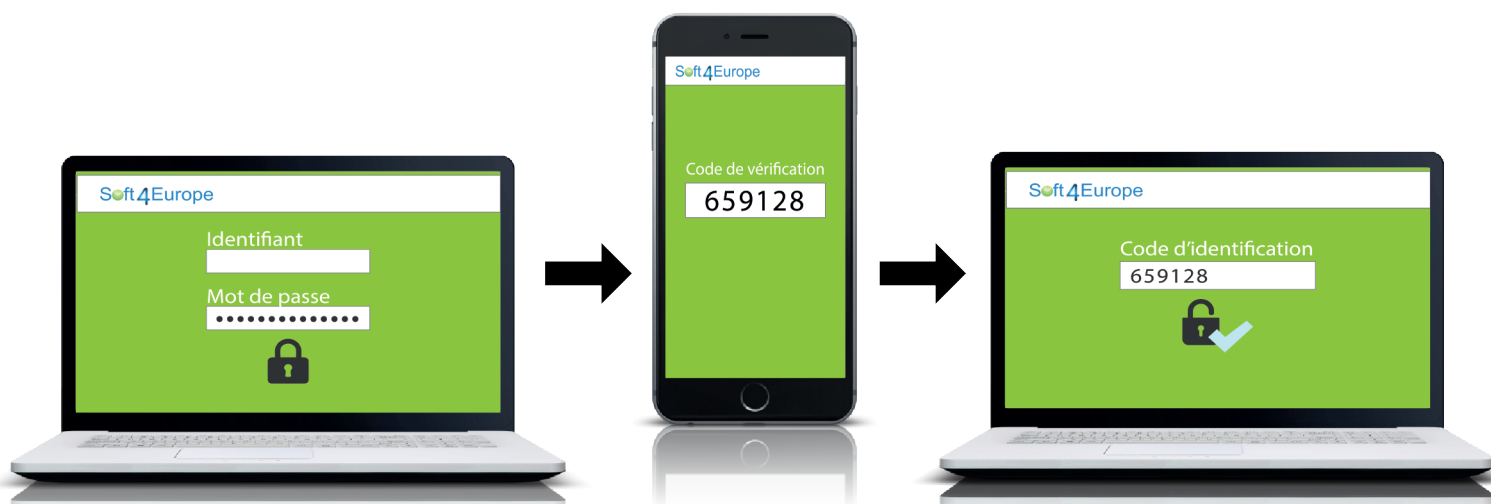 Soft4Europe
Identifiant
Mot de passe
Soft4Europe
Code de vérification
659128
Soft4Europe
Code d'identification
659128